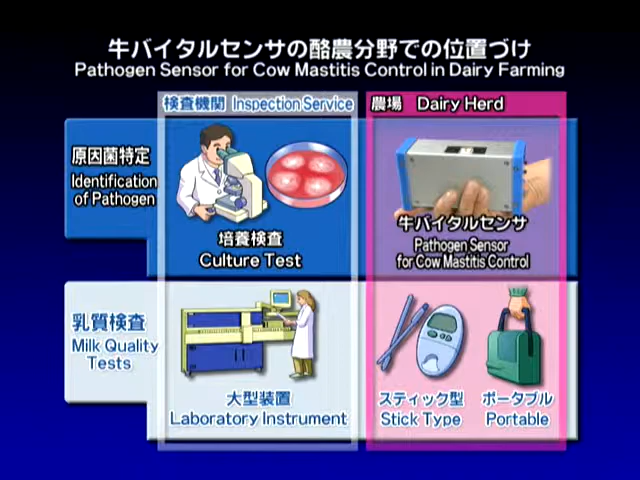 牛バイタルセンサの酪農分野での位置づけ
Pathogen Sensor for Cow Mastitis Control in Dairy Farming
検査機関 Inspection Service
農場 Dairy Herd
原因菌特定
Identification
of Pathogen
培養検査
Culture Test
牛バイタルセンサ
Pathogen Sensor
for Cow Mastitis Control
乳質検査
Milk Quality
Tests
大型装置
Laboratory Instrument
スティック型
Stick Type
ポータブル
Portable